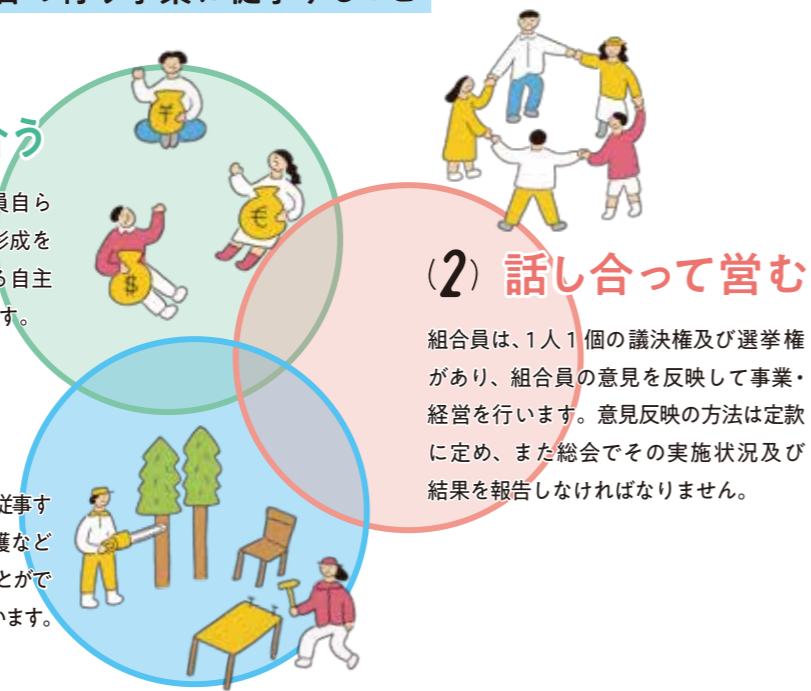 う
員自ら
形成を
る自主
す。
¥
€
$
(2) 話し合って営む
組合員は、1人1個の議決権及び選挙権
があり、組合員の意見を反映して事業・
経営を行います。意見反映の方法は定款
に定め、また総会でその実施状況及び
結果を報告しなければなりません。
従事す
護など
とがで
います。